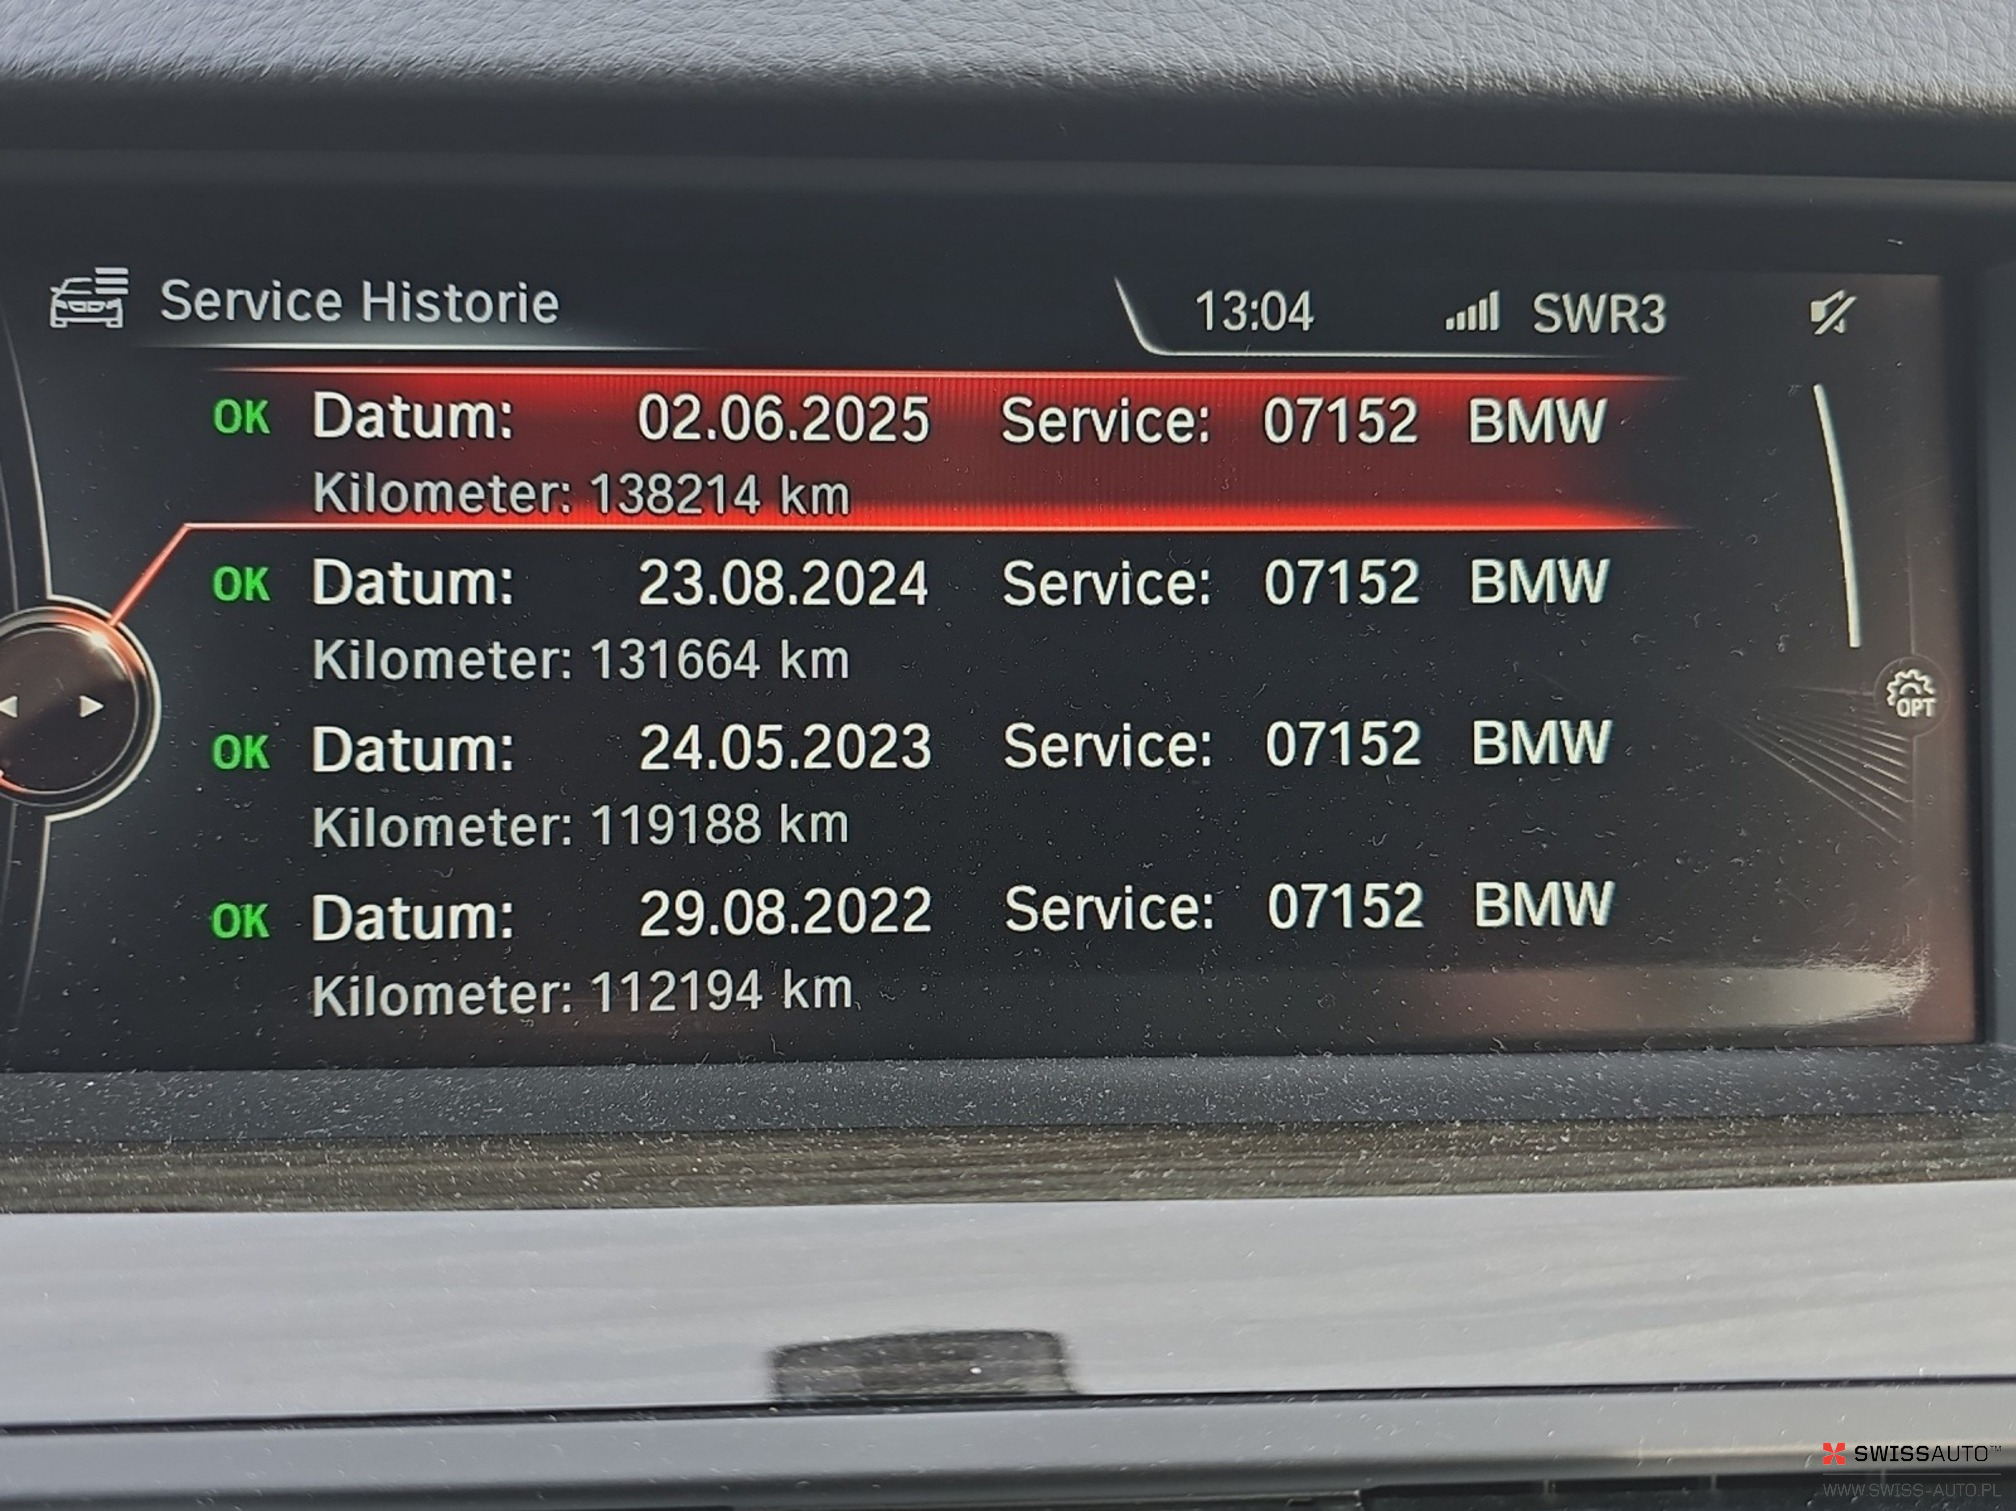 Service Historie
13:04 SWR3
OK Datum: 02.06.2025 Service: 07152 BMW
Kilometer: 138214 km
OK Datum: 23.08.2024 Service: 07152 BMW
Kilometer: 131664 km
OK Datum: 24.05.2023 Service: 07152 BMW
Kilometer: 119188 km
OK Datum: 29.08.2022 Service: 07152 BMW
Kilometer: 112194 km
OPT
SWISSAUTO™
WWW.SWISS-AUTO.PL